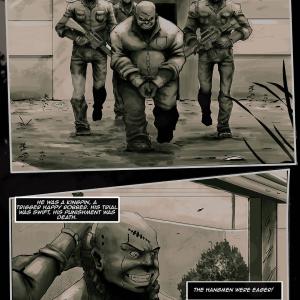 HE WAS A KINGPIN, A
TRIGGER HAPPY ROBBER. HIS TRIAL
WAS SWIFT, HIS PUNISHMENT WAS
DEATH.
THE HANGMEN WERE EAGER!